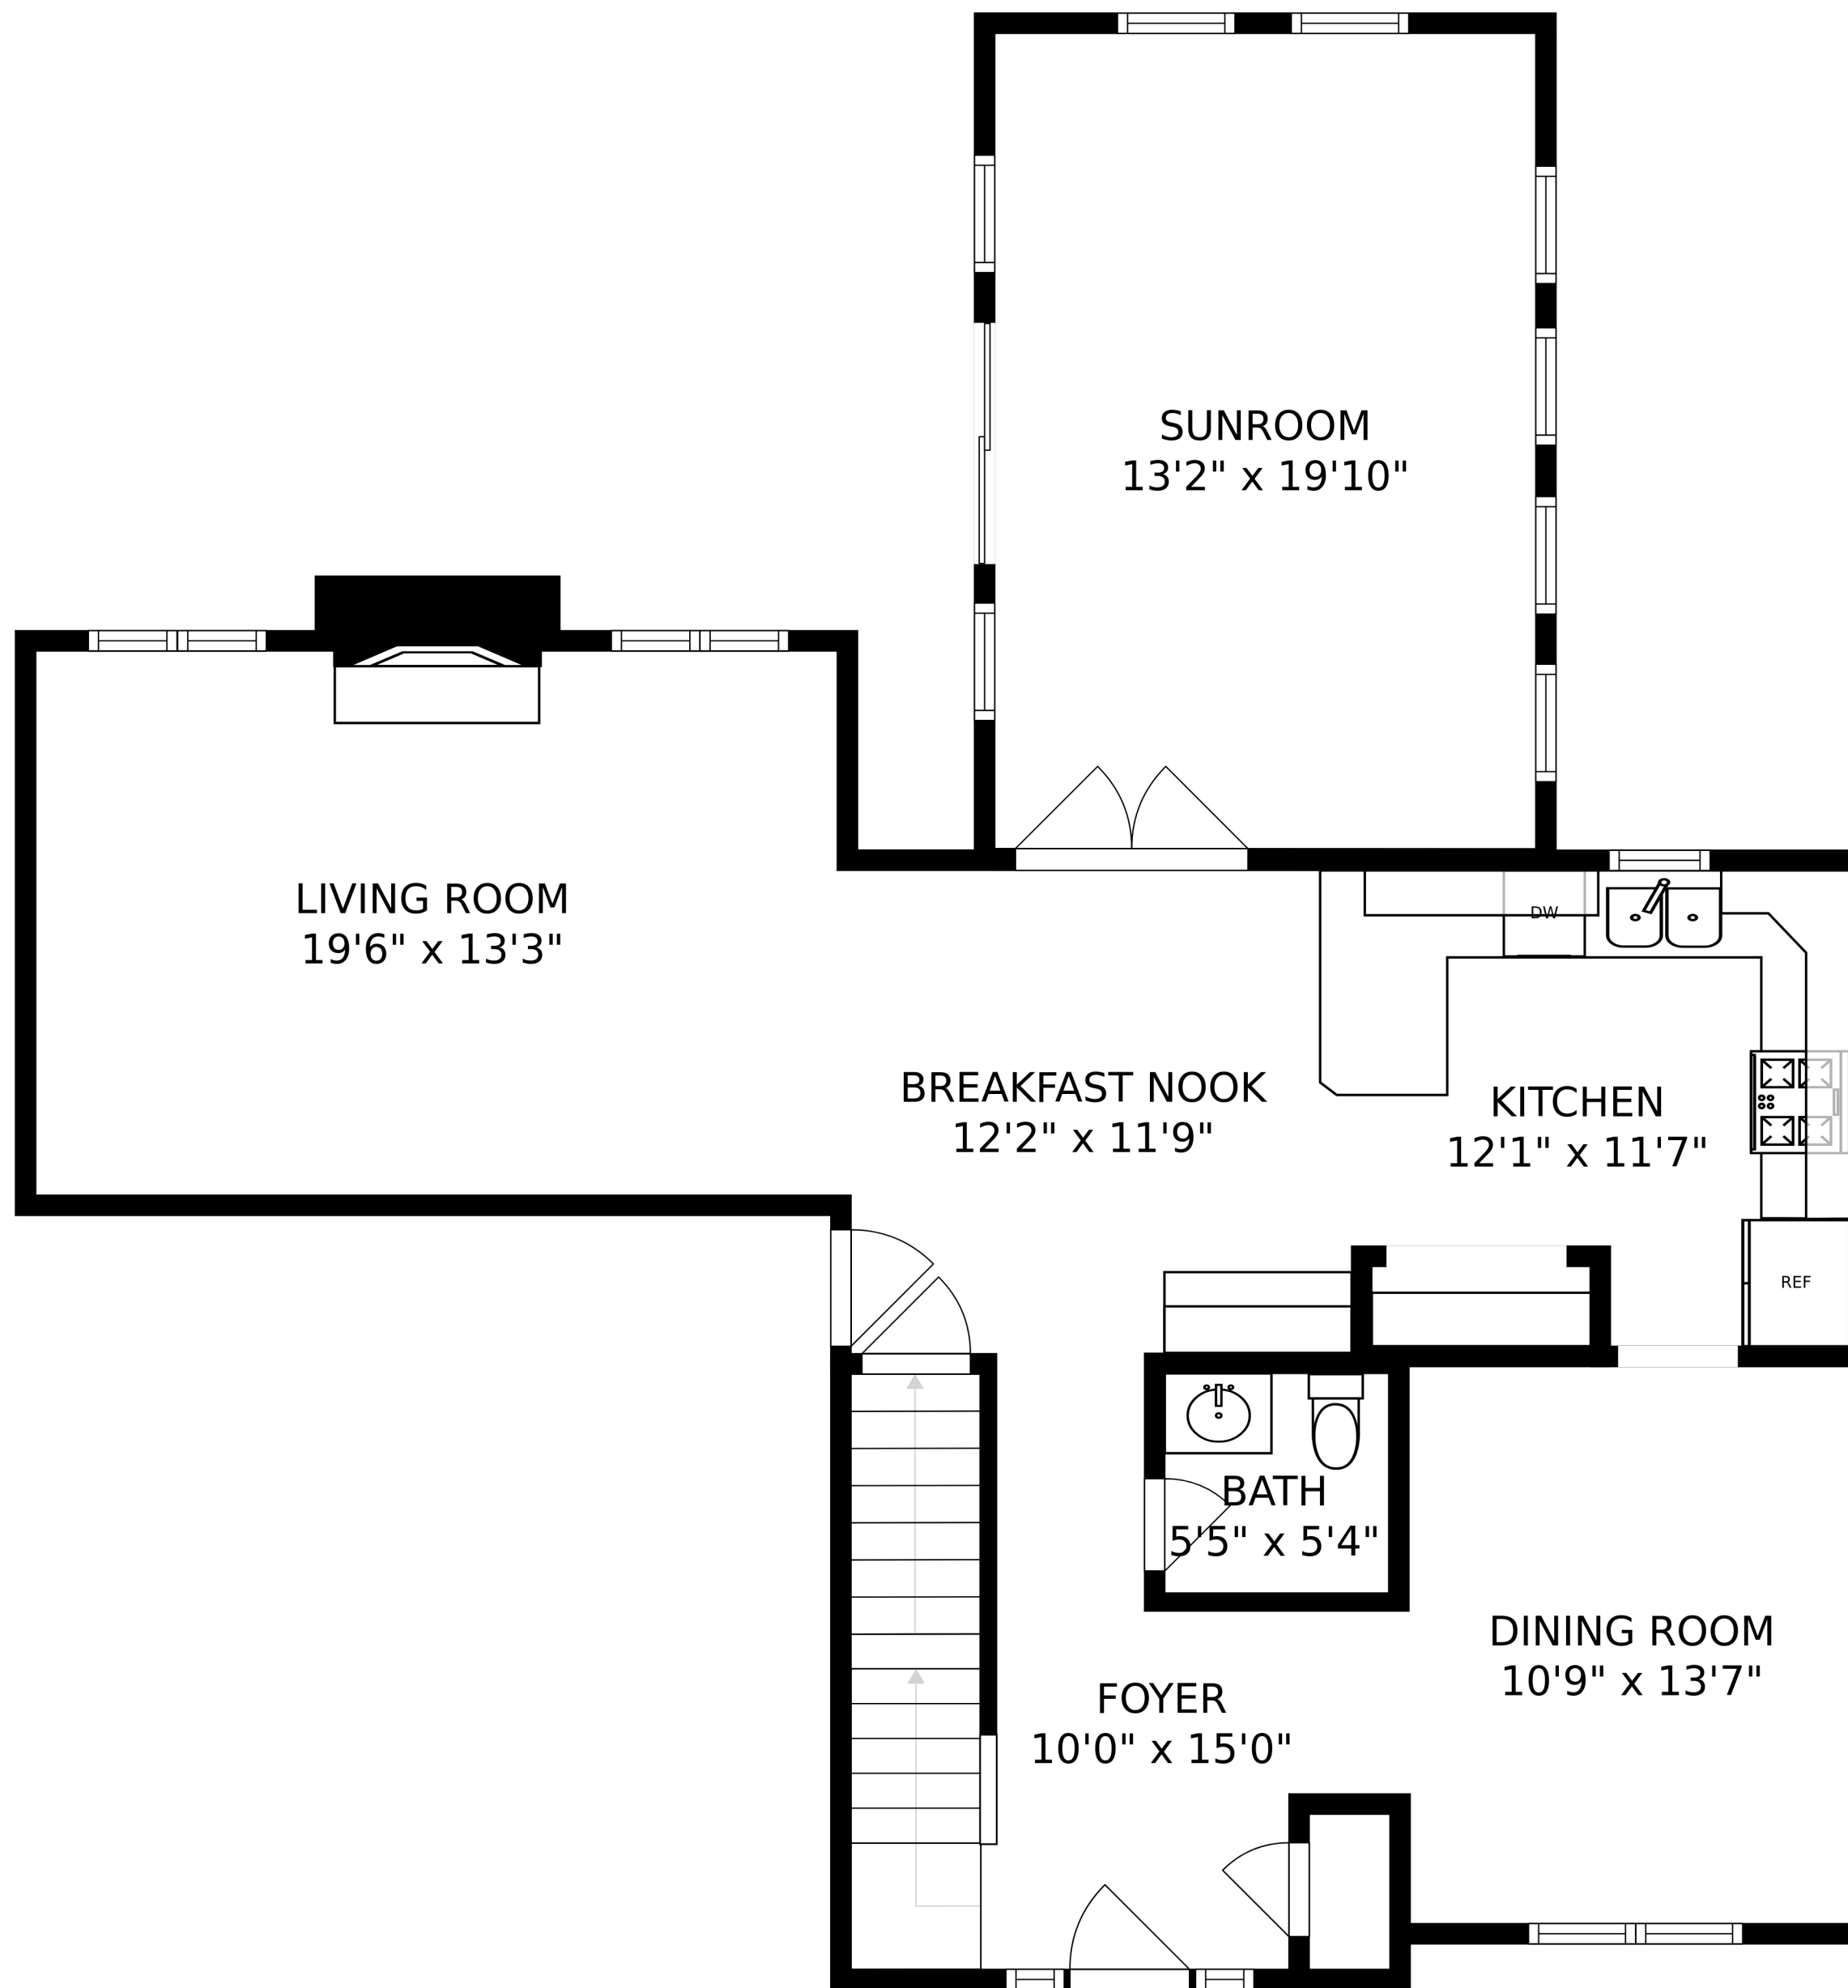 SUNROOM
13'2" x 19'10"
LIVING ROOM
19'6" x 13'3"
DW
BREAKFAST NOOK
12'2" x 11'9"
KITCHEN
12'1" x 11'7"
REF
BATH
5'5" x 5'4"
DINING ROOM
10'9" x 13'7"
FOYER
10'0" x 15'0"